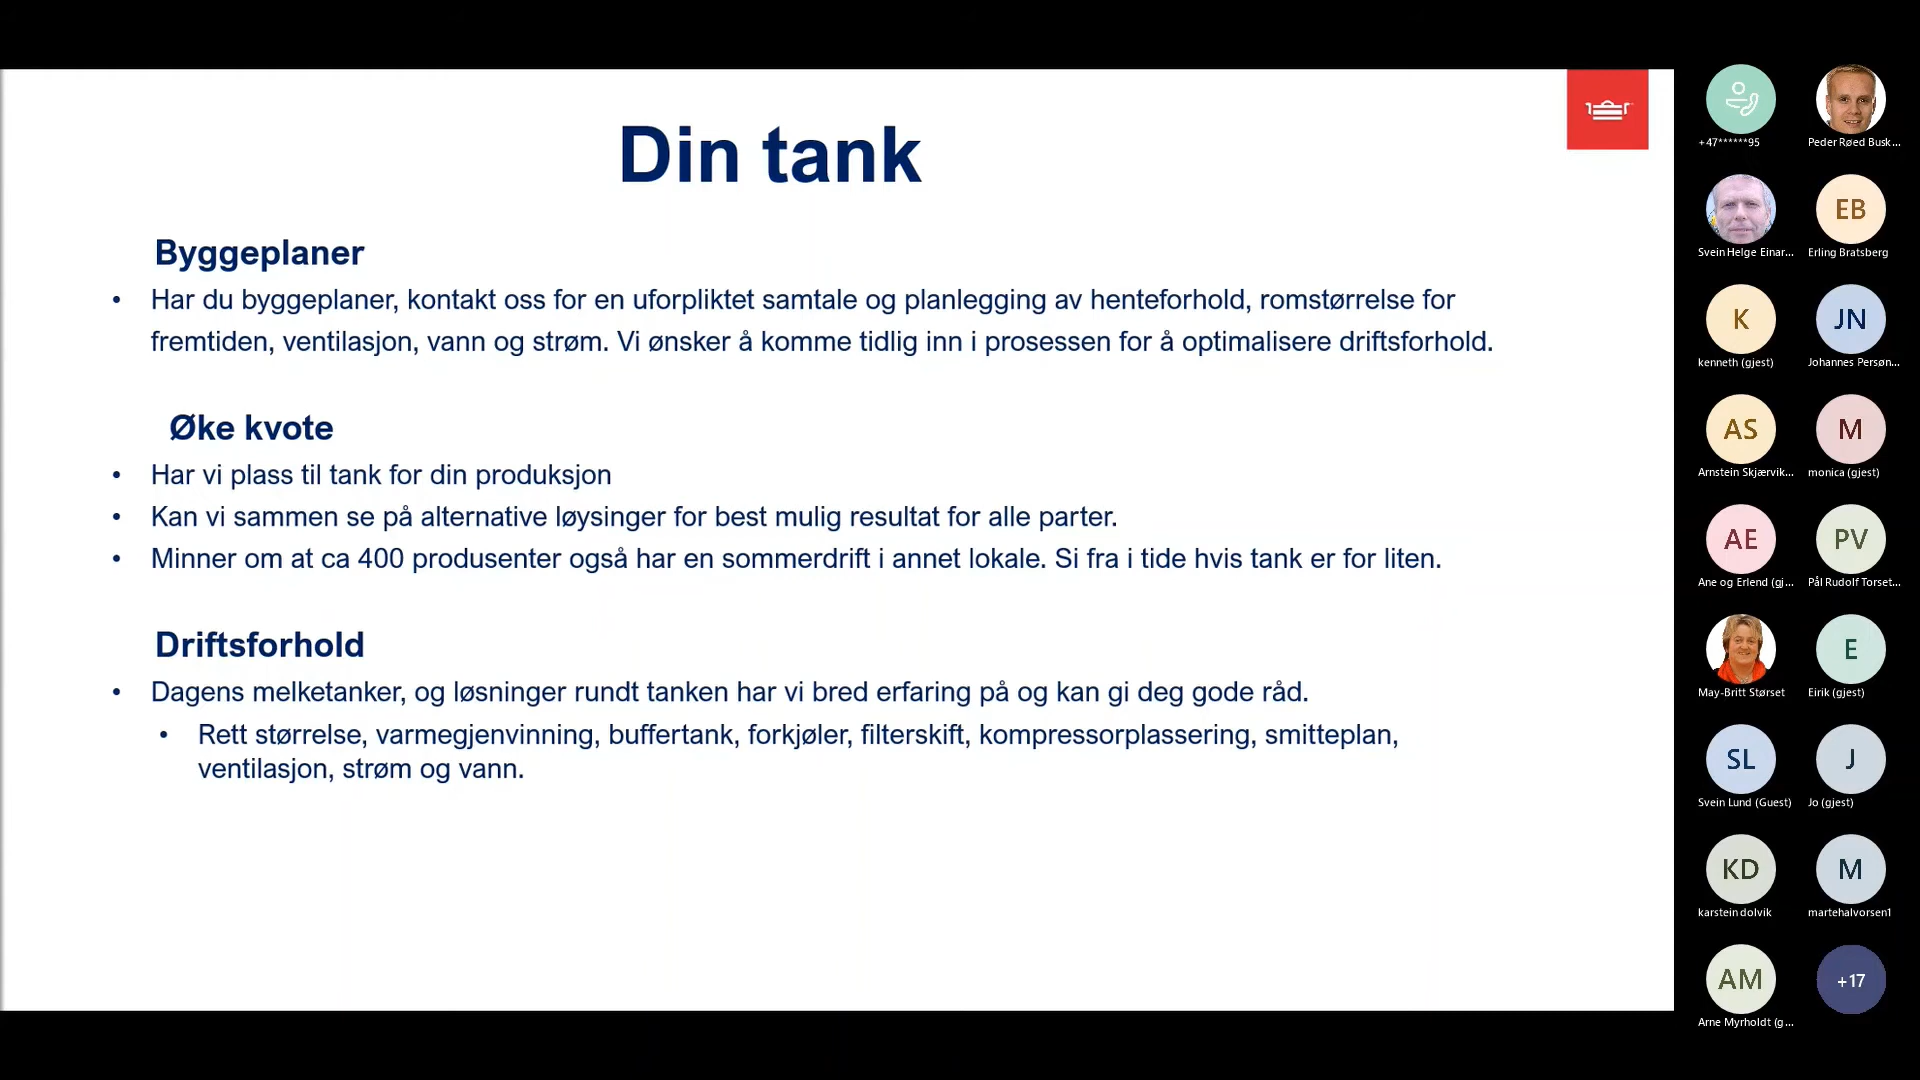 Din tank
Byggeplaner
• Har du byggeplaner, kontakt oss for en uforpliktet samtale og planlegging av henteforhold, romstørrelse for
fremtiden, ventilasjon, vann og strøm. Vi ønsker å komme tidlig inn i prosessen for å optimalisere driftsforhold.
Øke kvote
• Har vi plass til tank for din produksjon
• Kan vi sammen se på alternative løysinger for best mulig resultat for alle parter.
• Minner om at ca 400 produsenter også har en sommerdrift i annet lokale. Si fra i tide hvis tank er for liten.
Driftsforhold
• Dagens melketanker, og løsninger rundt tanken har vi bred erfaring på og kan gi deg gode råd.
• Rett størrelse, varmegjenvinning, buffertank, forkjøler, filterskift, kompressorplassering, smitteplan,
ventilasjon, strøm og vann.
+47******95
Peder Røed Busk...
Svein Helge Einar...
EB
Erling Bratsberg
K
kenneth (gjest)
JN
Johannes Persøn...
AS
Arnstein Skjærvik...
M
monica (gjest)
AE
Ane og Erlend (gj...
PV
Pål Rudolf Torset...
May-Britt Størset
E
Eirik (gjest)
SL
Svein Lund (Guest)
J
Jo (gjest)
KD
karstein dolvik
M
martehalvorsen1
AM
Arne Myrholdt (g...
+17